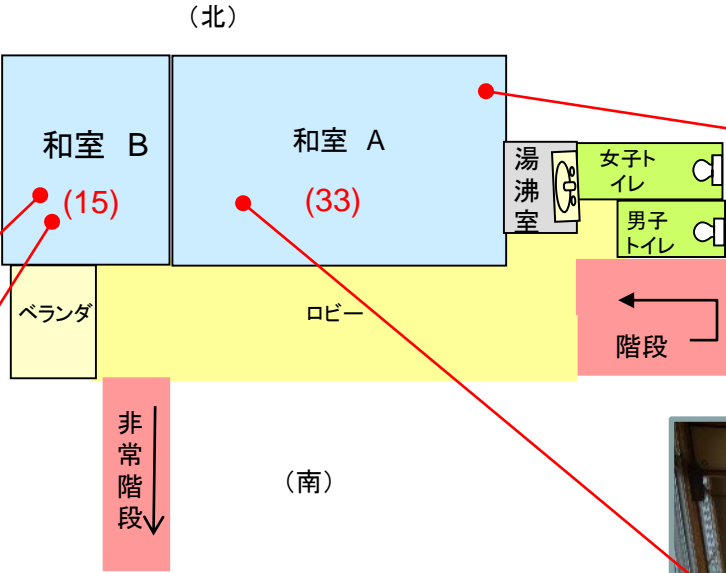 （北）
和室 B
(15)
和室 A
(33)
湯
沸
室
女子ト
イレ
男子
トイレ
ベランダ
ロビー
階段
非
常
階
段
（南）